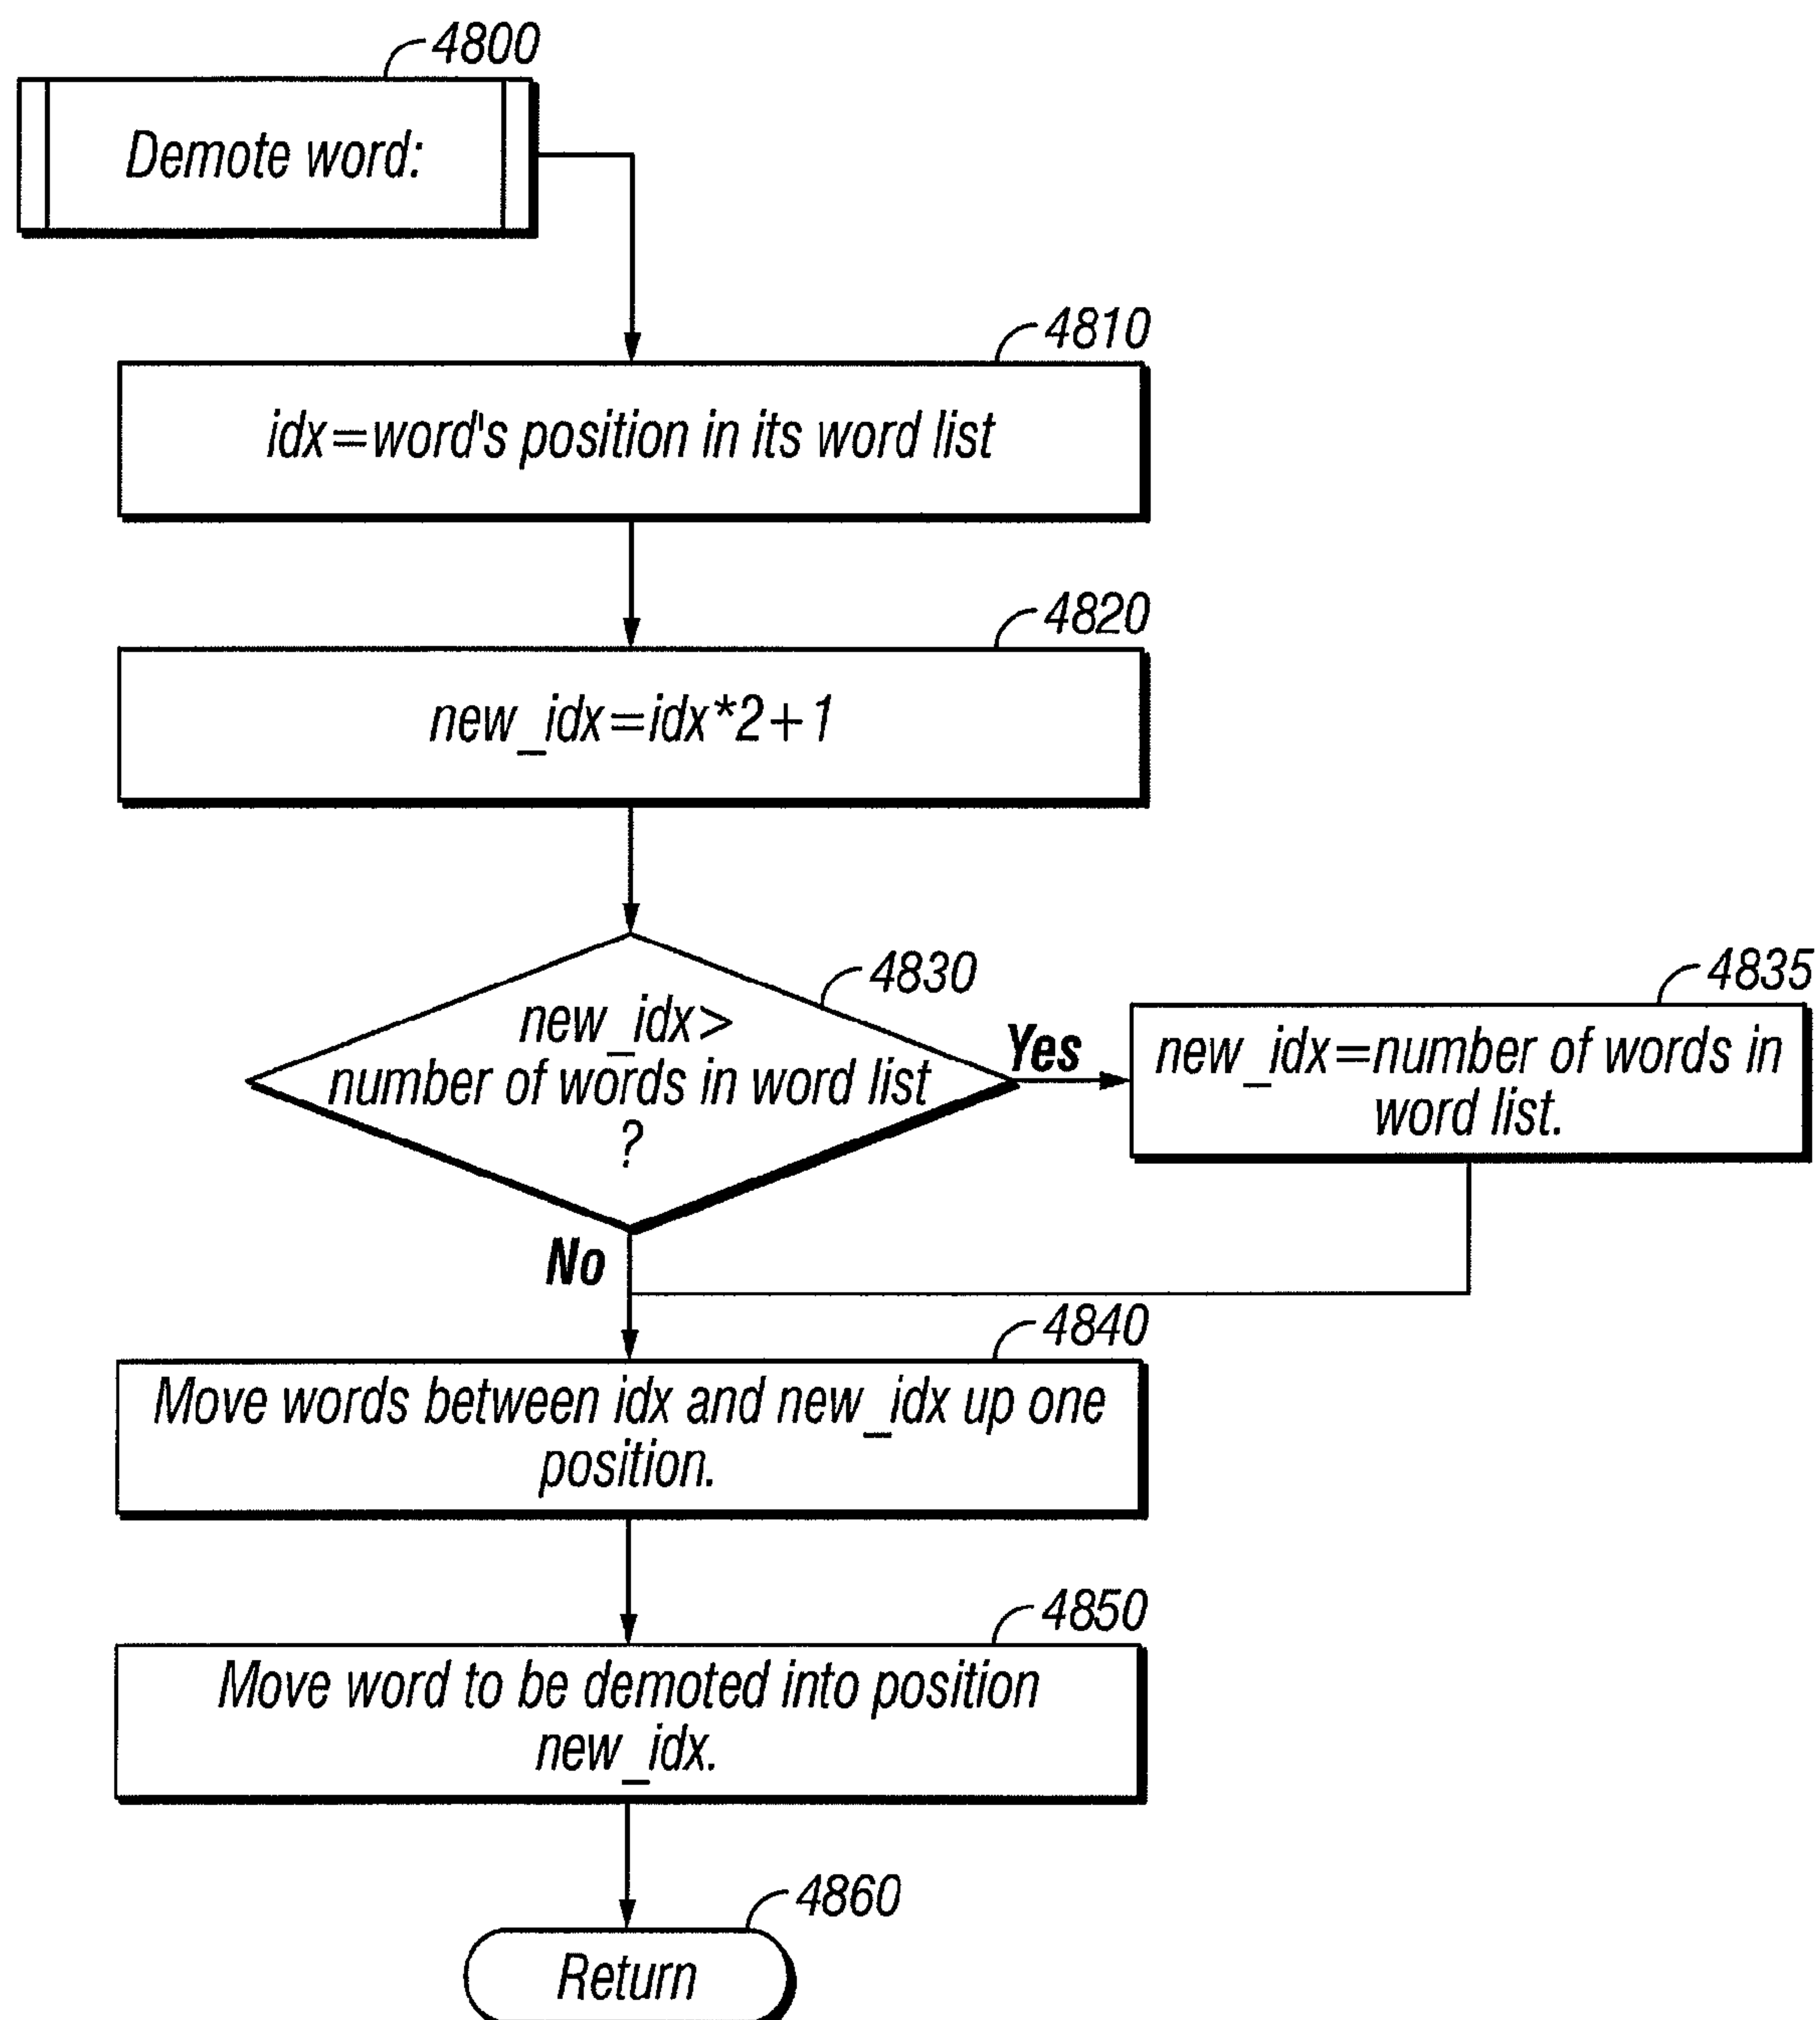 4800
Demote word:
4810
idx=word's position in its word list
4820
new_idx=idx*2+1
4830
new_idx>
number of words in word list
?
Yes
4835
new_idx=number of words in
word list.
No
4840
Move words between idx and new_idx up one
position.
4850
Move word to be demoted into position
new_idx.
4860
Return